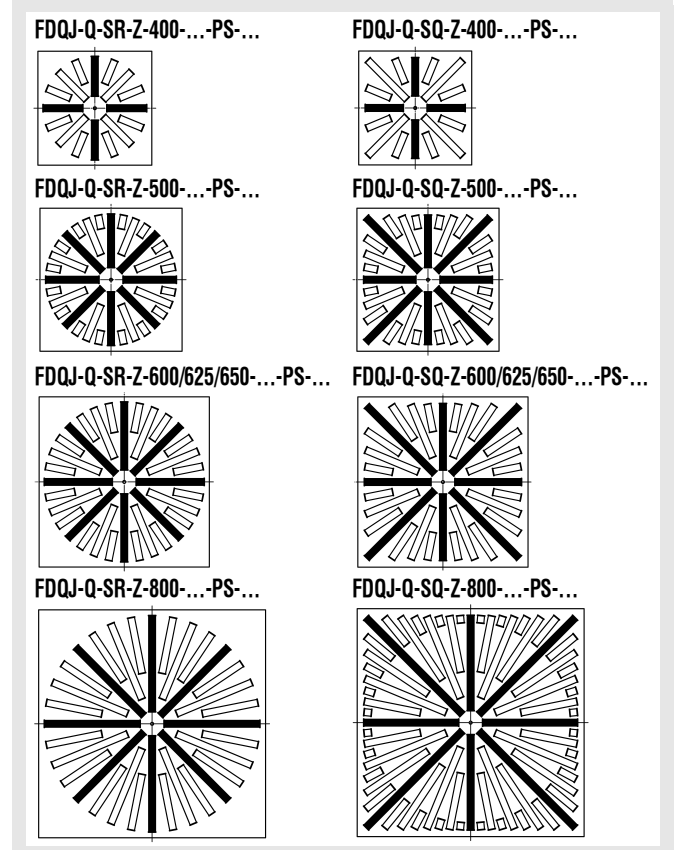 FDQJ-Q-SR-Z-400-...-PS-...
FDQJ-Q-SQ-Z-400-...-PS-...
FDQJ-Q-SR-Z-500-...-PS-...
FDQJ-Q-SQ-Z-500-...-PS-...
FDQJ-Q-SR-Z-600/625/650-...-PS-...
FDQJ-Q-SQ-Z-600/625/650-...-PS-...
FDQJ-Q-SR-Z-800-...-PS-...
FDQJ-Q-SQ-Z-800-...-PS-...